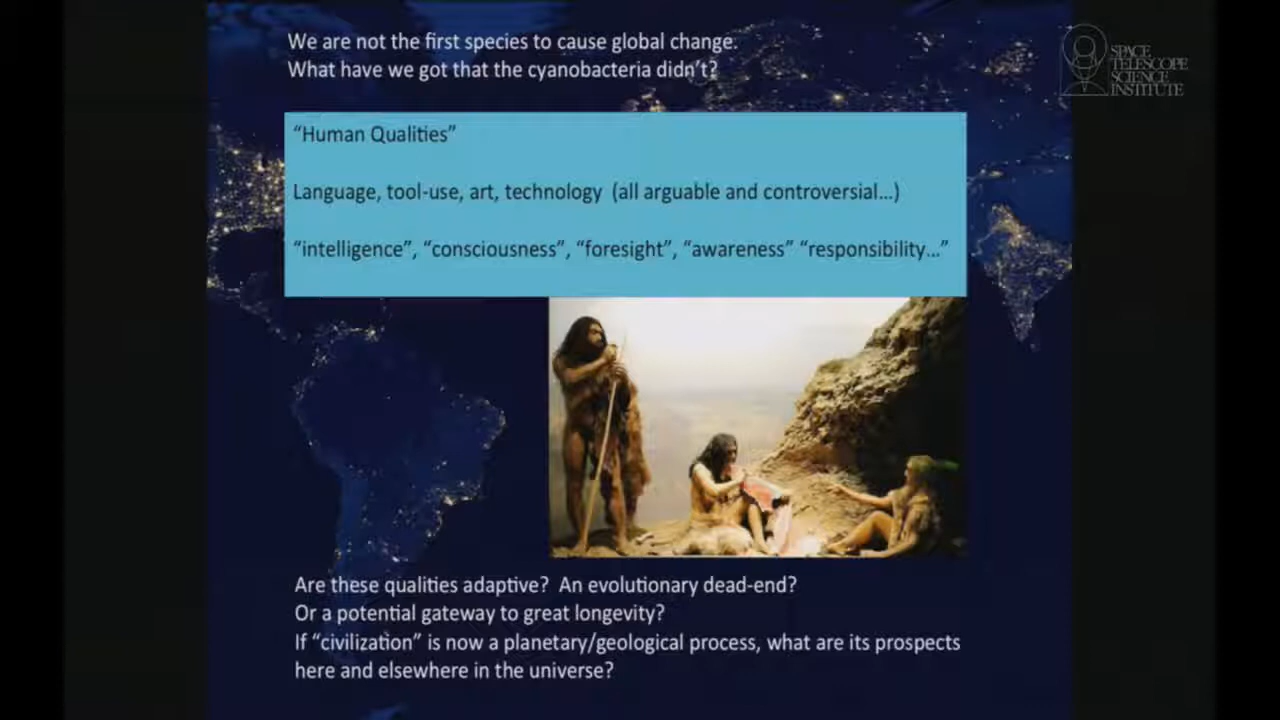 We are not the first species to cause global change.
What have we got that the cyanobacteria didn't?
SPACE
TELESCOPE
SCIENCE
INSTITUTE
“Human Qualities”
Language, tool-use, art, technology (all arguable and controversial…)
“intelligence”, “consciousness”, “foresight”, “awareness” “responsibility…”
Are these qualities adaptive? An evolutionary dead-end?
Or a potential gateway to great longevity?
If “civilization” is now a planetary/geological process, what are its prospects
here and elsewhere in the universe?